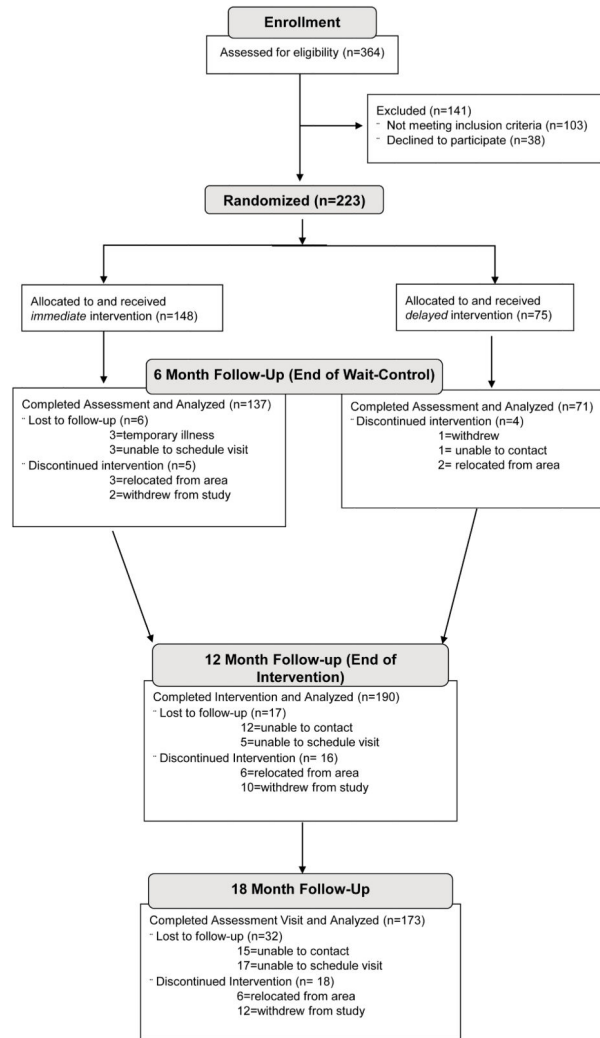 Enrollment
Assessed for eligibility (n=364)
Excluded (n=141)
¨ Not meeting inclusion criteria (n=103)
¨ Declined to participate (n=38)
Randomized (n=223)
Allocated to and received
immediate intervention (n=148)
Allocated to and received
delayed intervention (n=75)
6 Month Follow-Up (End of Wait-Control)
Completed Assessment and Analyzed (n=137)
¨ Lost to follow-up (n=6)
3=temporary illness
3=unable to schedule visit
¨ Discontinued intervention (n=5)
3=relocated from area
2=withdrew from study
Completed Assessment and Analyzed (n=71)
¨ Discontinued intervention (n=4)
1=withdrew
1= unable to contact
2= relocated from area
12 Month Follow-up (End of
Intervention)
Completed Intervention and Analyzed (n=190)
¨ Lost to follow-up (n=17)
12=unable to contact
5=unable to schedule visit
¨ Discontinued Intervention (n= 16)
6=relocated from area
10=withdrew from study
18 Month Follow-Up
Completed Assessment Visit and Analyzed (n=173)
¨ Lost to follow-up (n=32)
15=unable to contact
17=unable to schedule visit
¨ Discontinued Intervention (n= 18)
6=relocated from area
12=withdrew from study